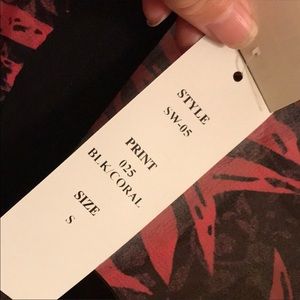 STYLE
SW-05
PRINT
025
BLK/CORAL
SIZE
S